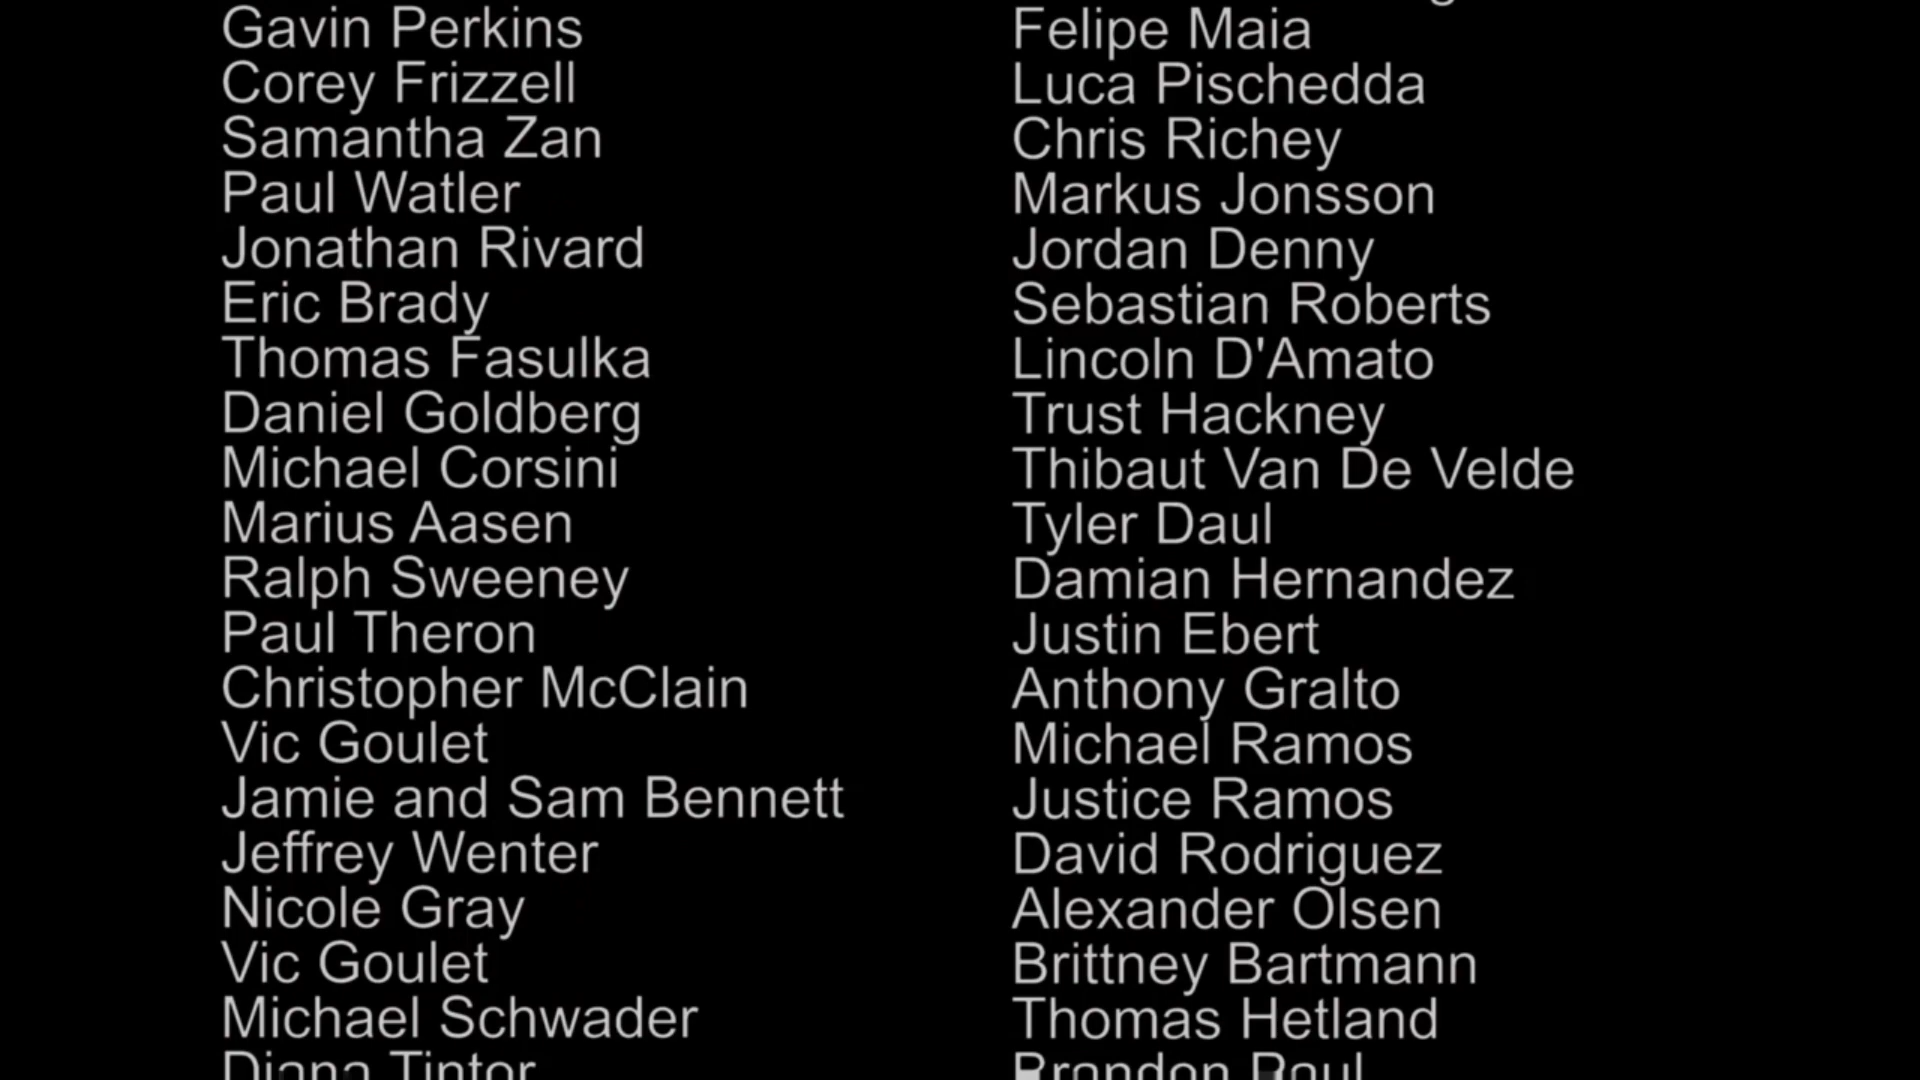 Gavin Perkins
Corey Frizzell
Samantha Zan
Paul Watler
Jonathan Rivard
Eric Brady
Thomas Fasulka
Daniel Goldberg
Michael Corsini
Marius Aasen
Ralph Sweeney
Paul Theron
Christopher McClain
Vic Goulet
Jamie and Sam Bennett
Jeffrey Wenter
Nicole Gray
Vic Goulet
Michael Schwader
Diana Tintor
Felipe Maia
Luca Pischedda
Chris Richey
Markus Jonsson
Jordan Denny
Sebastian Roberts
Lincoln D'Amato
Trust Hackney
Thibaut Van De Velde
Tyler Daul
Damian Hernandez
Justin Ebert
Anthony Gralto
Michael Ramos
Justice Ramos
David Rodriguez
Alexander Olsen
Brittney Bartmann
Thomas Hetland
Brandon